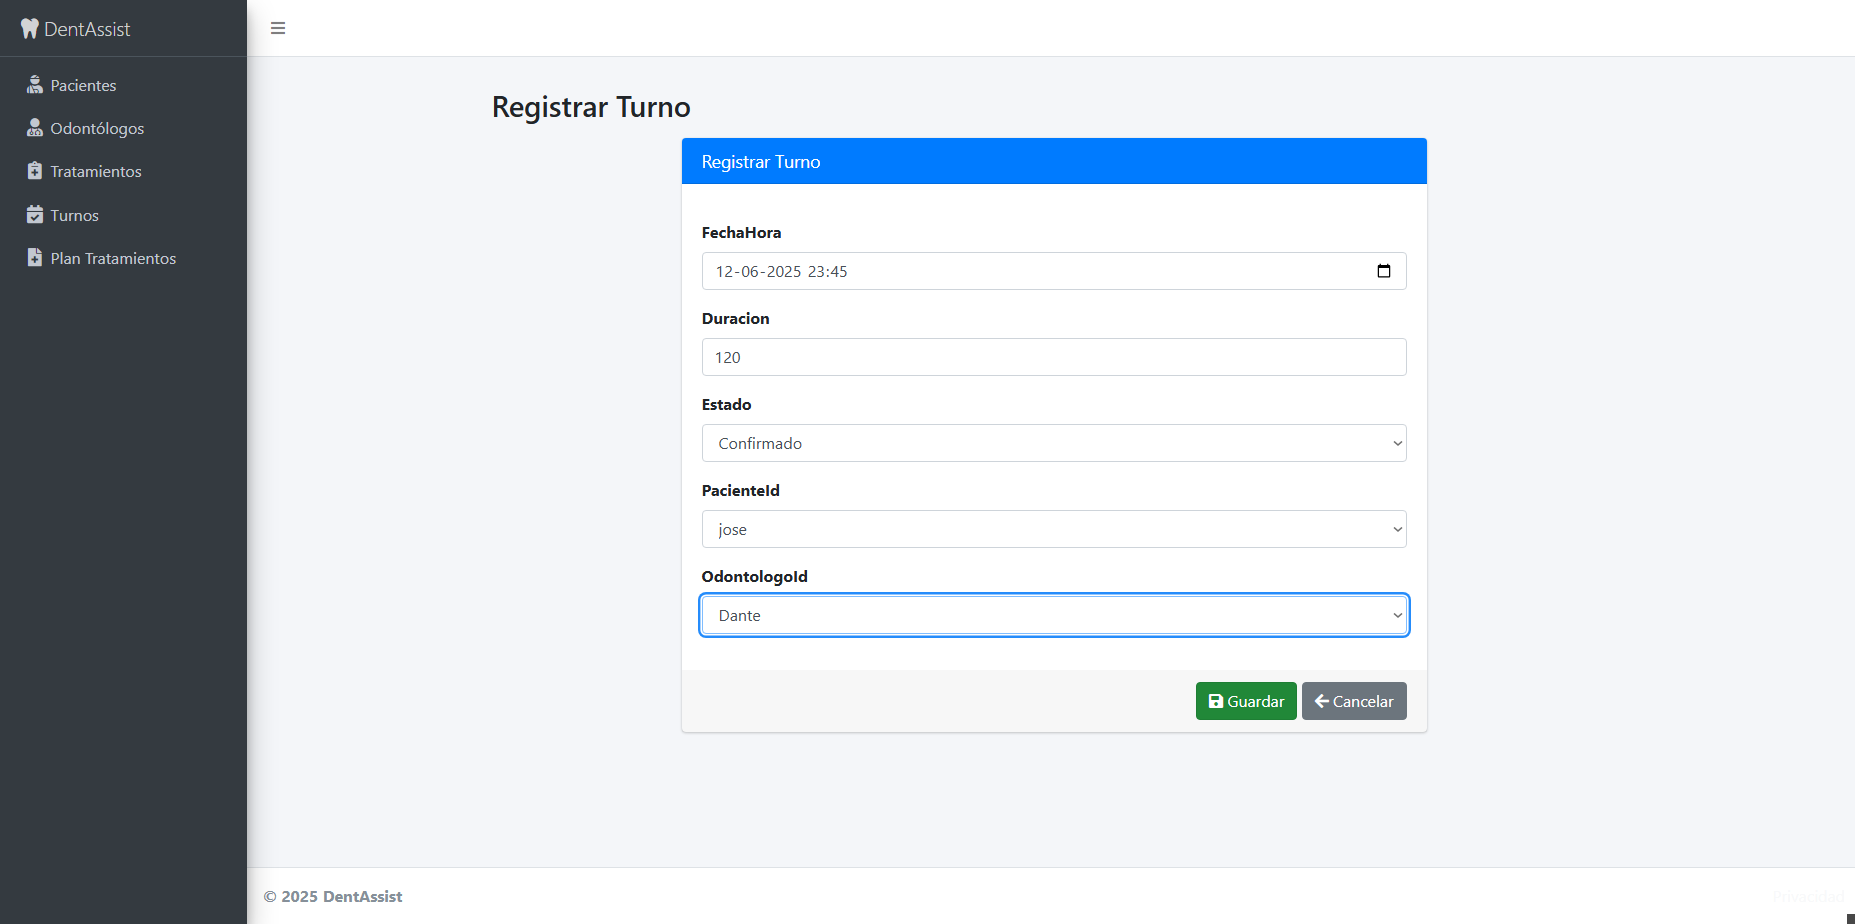 DentAssist
Pacientes
Odontólogos
Tratamientos
Turnos
Plan Tratamientos
Registrar Turno
Registrar Turno
FechaHora
12-06-2025 23:45
Duracion
120
Estado
Confirmado
PacienteId
jose
OdontologoId
Dante
Guardar
Cancelar
© 2025 DentAssist
Privacidad